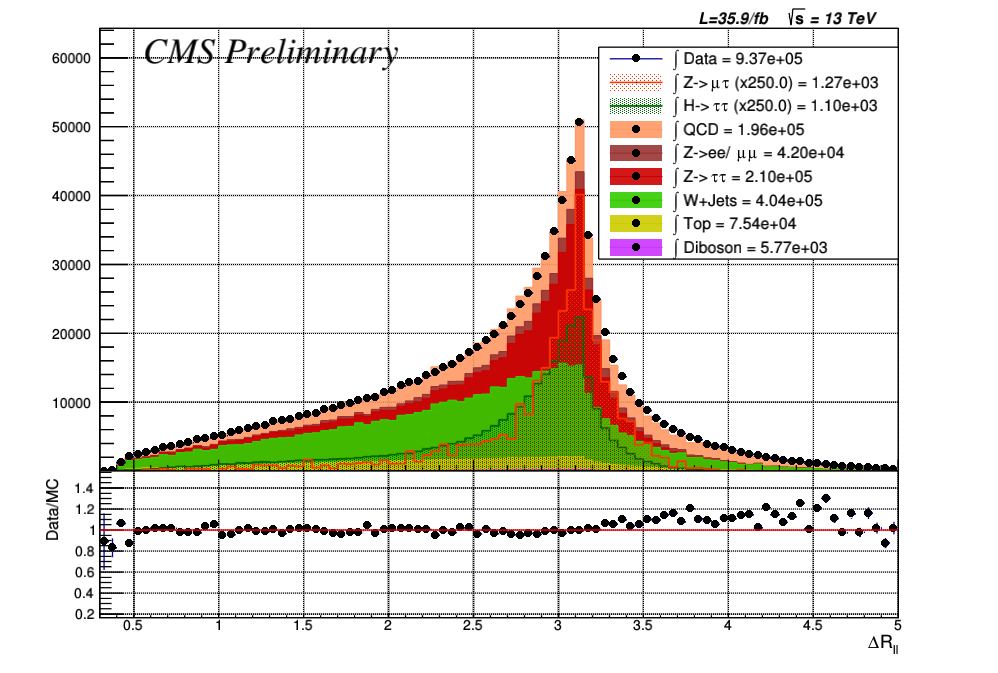 L=35.9/fb √s = 13 TeV
CMS Preliminary
60000
50000
40000
30000
20000
10000
∫ Data = 9.37e+05
∫ Z->μτ (x250.0) = 1.27e+03
∫ H->ττ (x250.0) = 1.10e+03
∫ QCD = 1.96e+05
∫ Z->ee/ μμ = 4.20e+04
∫ Z->ττ = 2.10e+05
∫ W+Jets = 4.04e+05
∫ Top = 7.54e+04
∫ Diboson = 5.77e+03
Data/MC
1.4
1.2
1
0.8
0.6
0.4
0.2
0.5 1 1.5 2 2.5 3 3.5 4 4.5 5
ΔRll